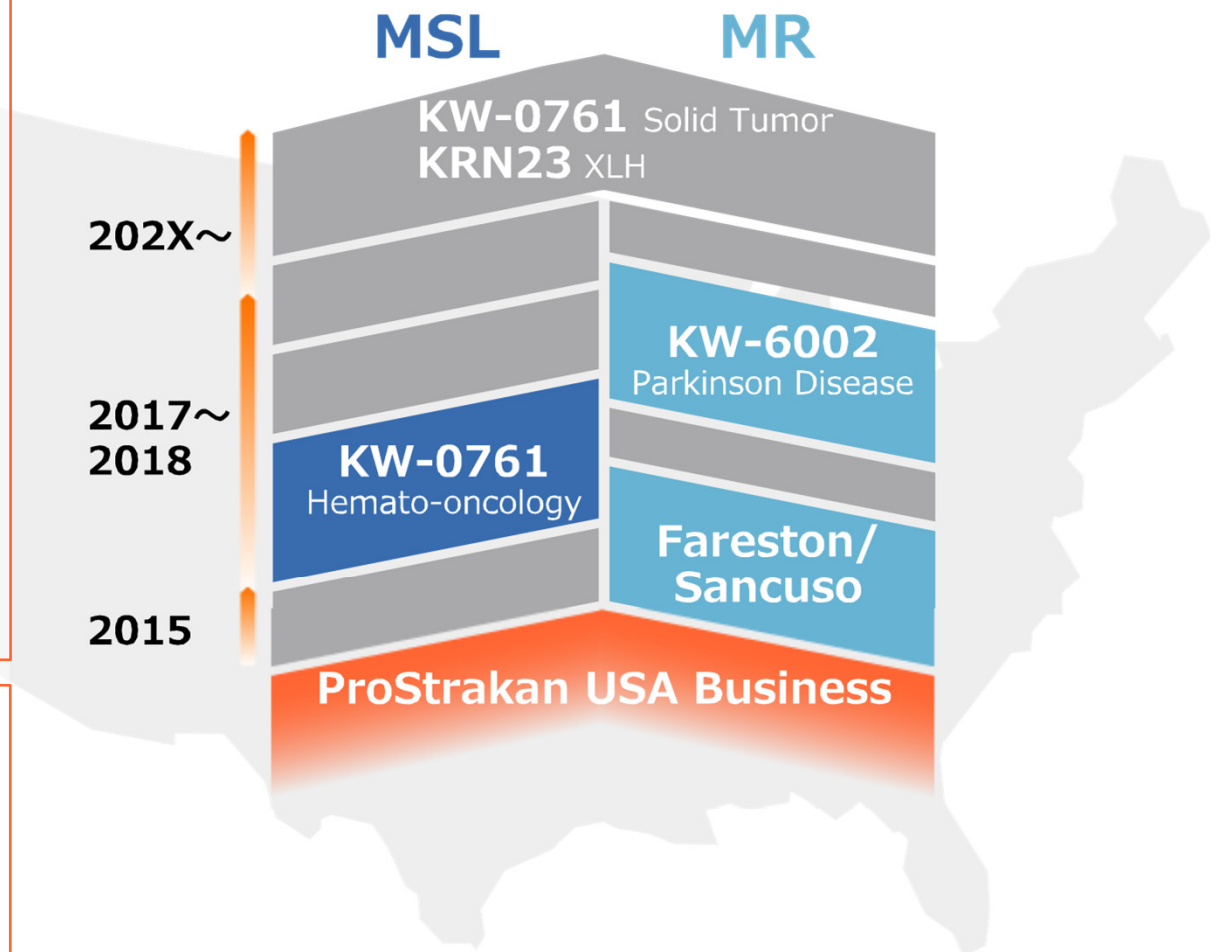 MSL
MR
KW-0761 Solid Tumor
KRN23 XLH
202X～
KW-6002
Parkinson Disease
2017～
2018
KW-0761
Hemato-oncology
Fareston/
Sancuso
2015
ProStrakan USA Business